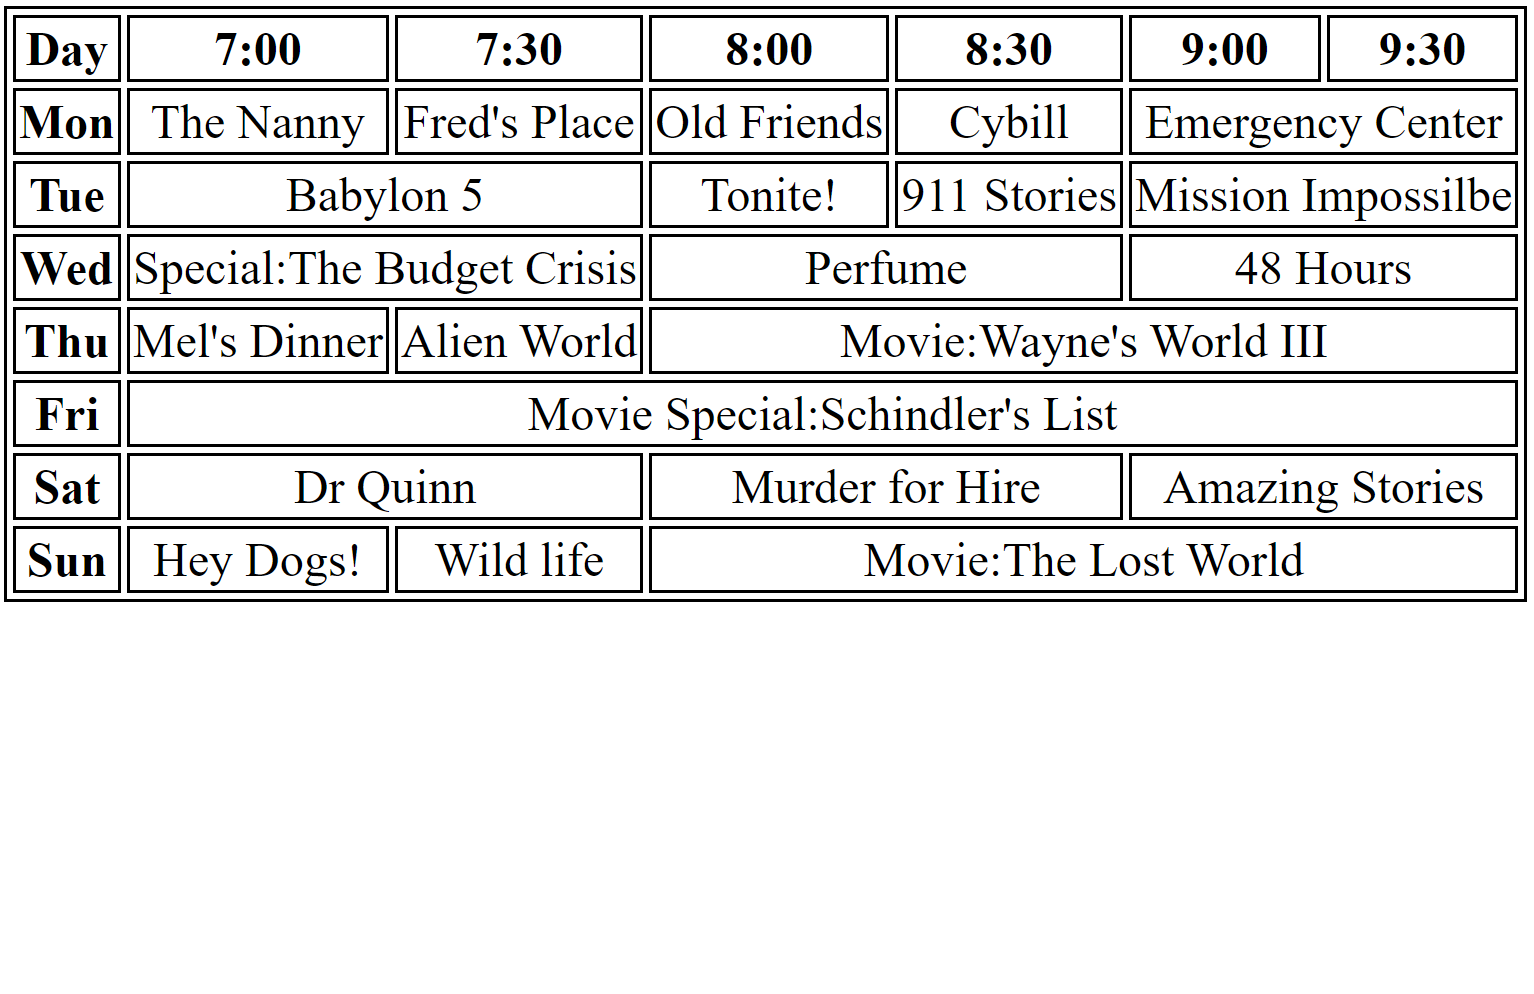 Day 7:00 7:30 8:00 8:30 9:00 9:30
Mon The Nanny Fred's Place Old Friends Cybill Emergency Center
Tue Babylon 5 Tonite! 911 Stories Mission Impossilbe
Wed Special:The Budget Crisis Perfume 48 Hours
Thu Mel's Dinner Alien World Movie:Wayne's World III
Fri Movie Special:Schindler's List
Sat Dr Quinn Murder for Hire Amazing Stories
Sun Hey Dogs! Wild life Movie:The Lost World